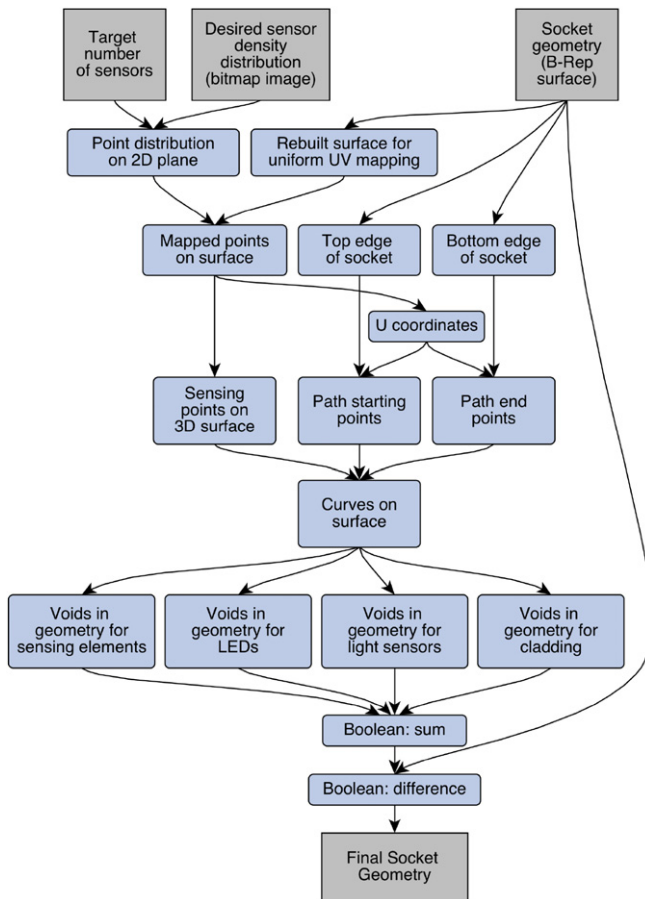 Target
number
of sensors
Desired sensor
density
distribution
(bitmap image)
Socket
geometry
(B-Rep
surface)
Point distribution
on 2D plane
Rebuilt surface for
uniform UV mapping
Mapped points
on surface
Top edge
of socket
Bottom edge
of socket
U coordinates
Sensing
points on
3D surface
Path starting
points
Path end
points
Curves on
surface
Voids in
geometry for
sensing elements
Voids in
geometry for
LEDs
Voids in
geometry for
light sensors
Voids in
geometry for
cladding
Boolean: sum
Boolean: difference
Final Socket
Geometry